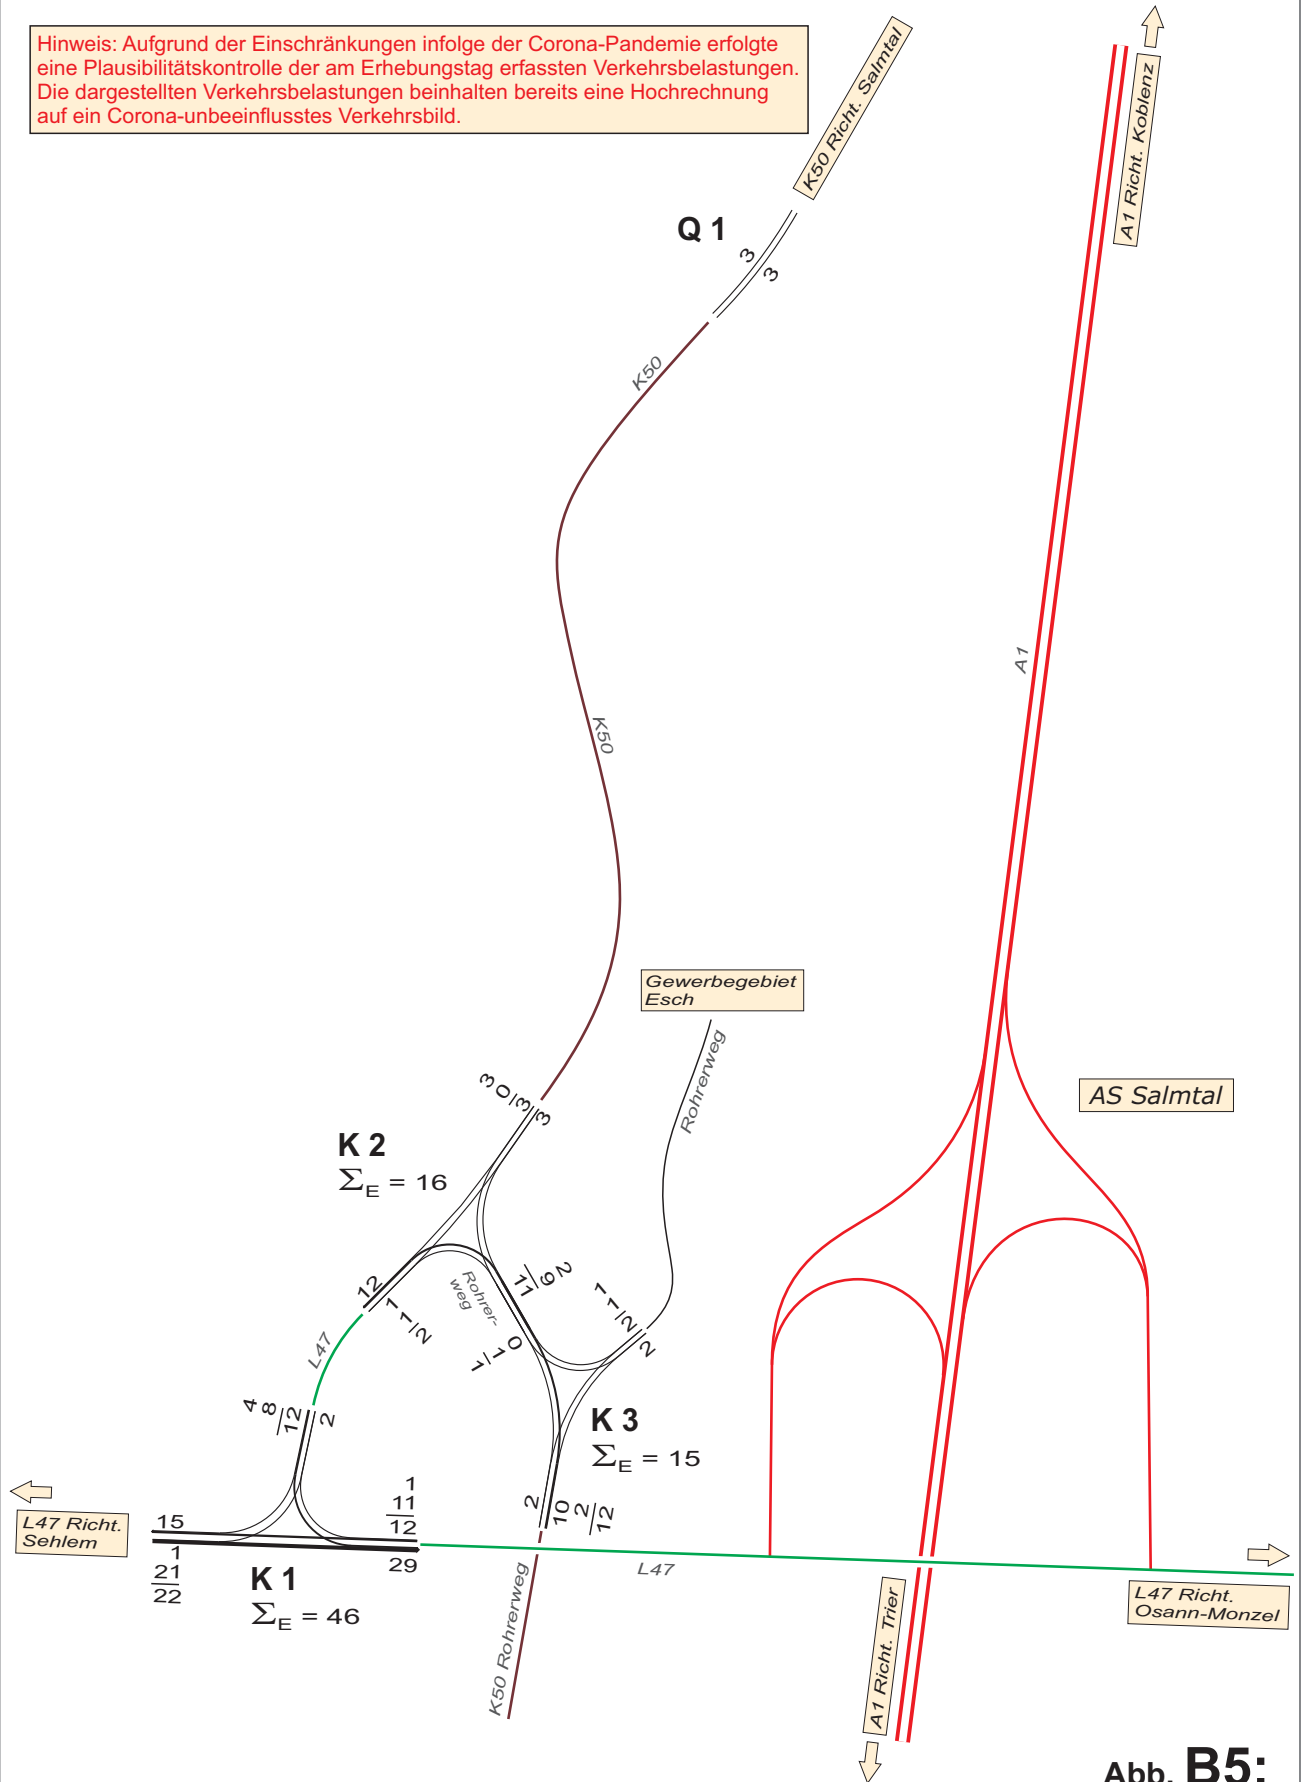 Hinweis: Aufgrund der Einschränkungen infolge der Corona-Pandemie erfolgte
eine Plausibilitätskontrolle der am Erhebungstag erfassten Verkehrsbelastungen.
Die dargestellten Verkehrsbelastungen beinhalten bereits eine Hochrechnung
auf ein Corona-unbeeinflusstes Verkehrsbild.
K50 Richt. Salmtal
A1 Richt. Koblenz
Q 1
3
3
K50
A1
K50
Gewerbegebiet
Esch
Rohrerweg
AS Salmtal
3
0
3
3
K 2
ΣE = 16
12
1
1
2
Rohrer-
weg
2
9
11
0
1
1
1
1
2
2
L47
K 3
ΣE = 15
4
8
12
2
2
10
2
12
L47 Richt.
Sehlem
15
1
21
22
1
11
12
29
K 1
ΣE = 46
L47
K50 Rohrerweg
A1 Richt. Trier
L47 Richt.
Osann-Monzel
Abb. B5: